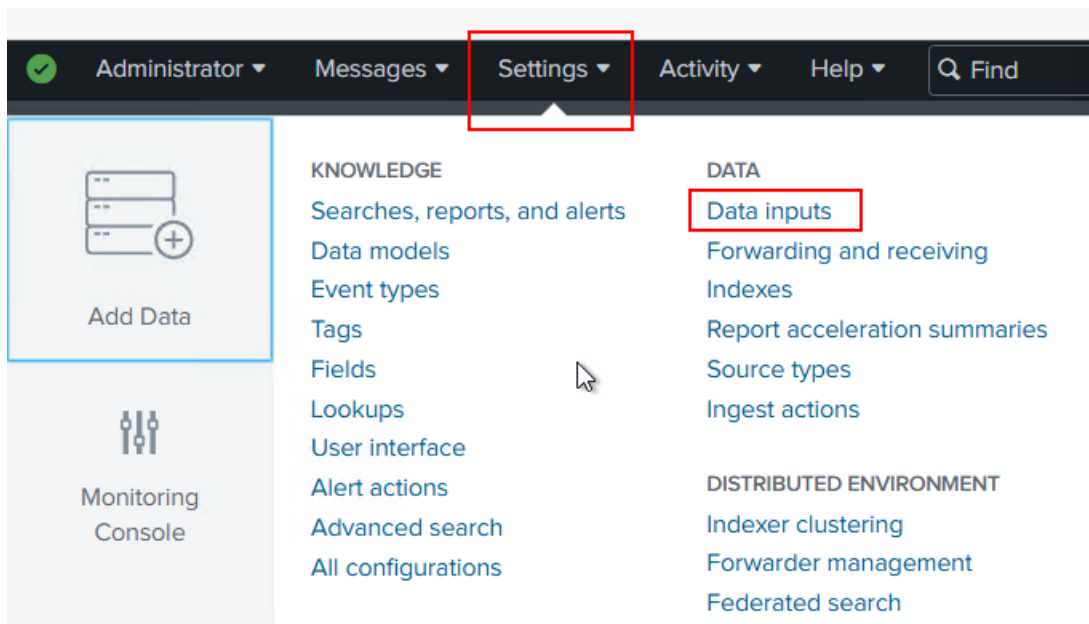 Administrator Messages Settings Activity Help Find
Add Data
Monitoring
Console
KNOWLEDGE
Searches, reports, and alerts
Data models
Event types
Tags
Fields
Lookups
User interface
Alert actions
Advanced search
All configurations
DATA
Data inputs
Forwarding and receiving
Indexes
Report acceleration summaries
Source types
Ingest actions
DISTRIBUTED ENVIRONMENT
Indexer clustering
Forwarder management
Federated search